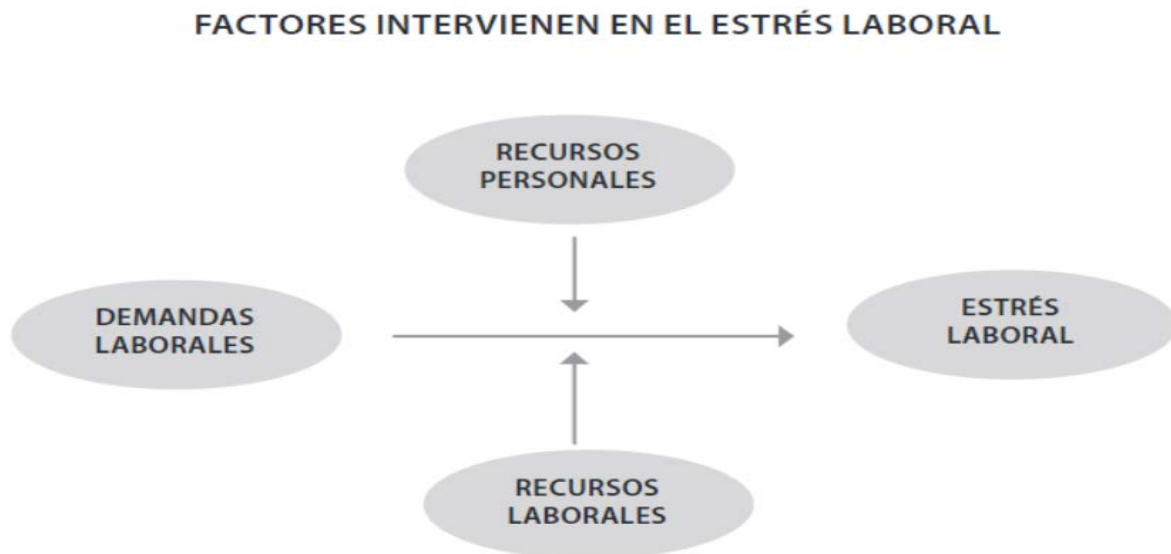 FACTORES INTERVIENEN EN EL ESTRÉS LABORAL
RECURSOS
PERSONALES
DEMANDAS
LABORALES
ESTRÉS
LABORAL
RECURSOS
LABORALES